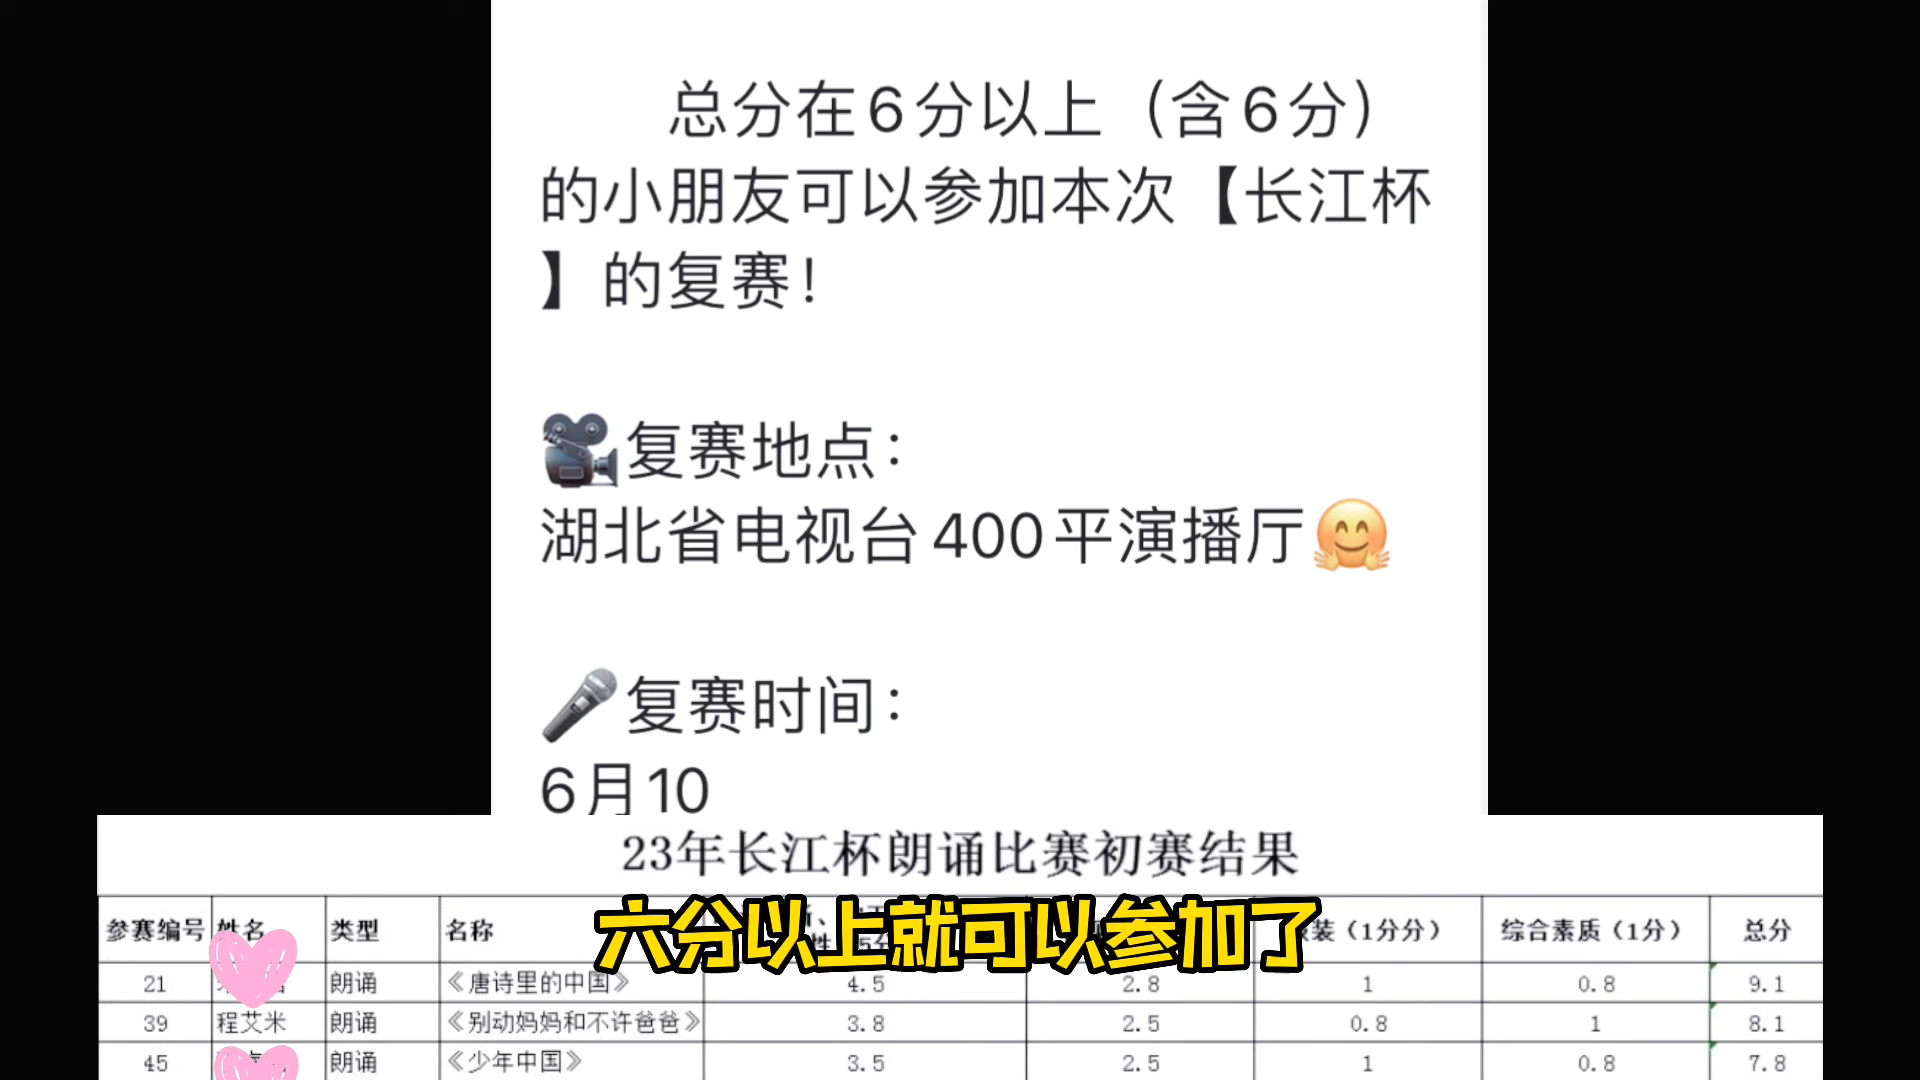 总分在6分以上（含6分）
的小朋友可以参加本次【长江杯
】的复赛！
复赛地点：
湖北省电视台400平演播厅
复赛时间：
6月10
23年长江杯朗诵比赛初赛结果
参赛编号 姓名 类型 名称 装（1分分） 综合素质（1分） 总分
六分以上就可以参加了
21 朗诵 《唐诗里的中国》 4.5 2.8 1 0.8 9.1
39 程艾米 朗诵 《别动妈妈和不许爸爸》 3.8 2.5 0.8 1 8.1
45 朗诵 《少年中国》 3.5 2.5 1 0.8 7.8